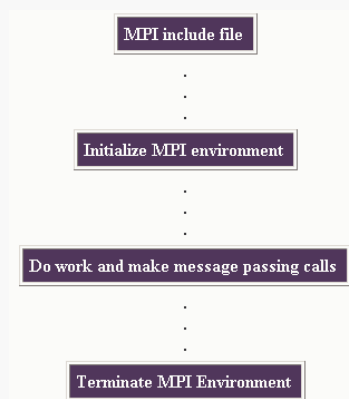 MPI include file
.
.
.
Initialize MPI environment
.
.
.
Do work and make message passing calls
.
.
.
Terminate MPI Environment